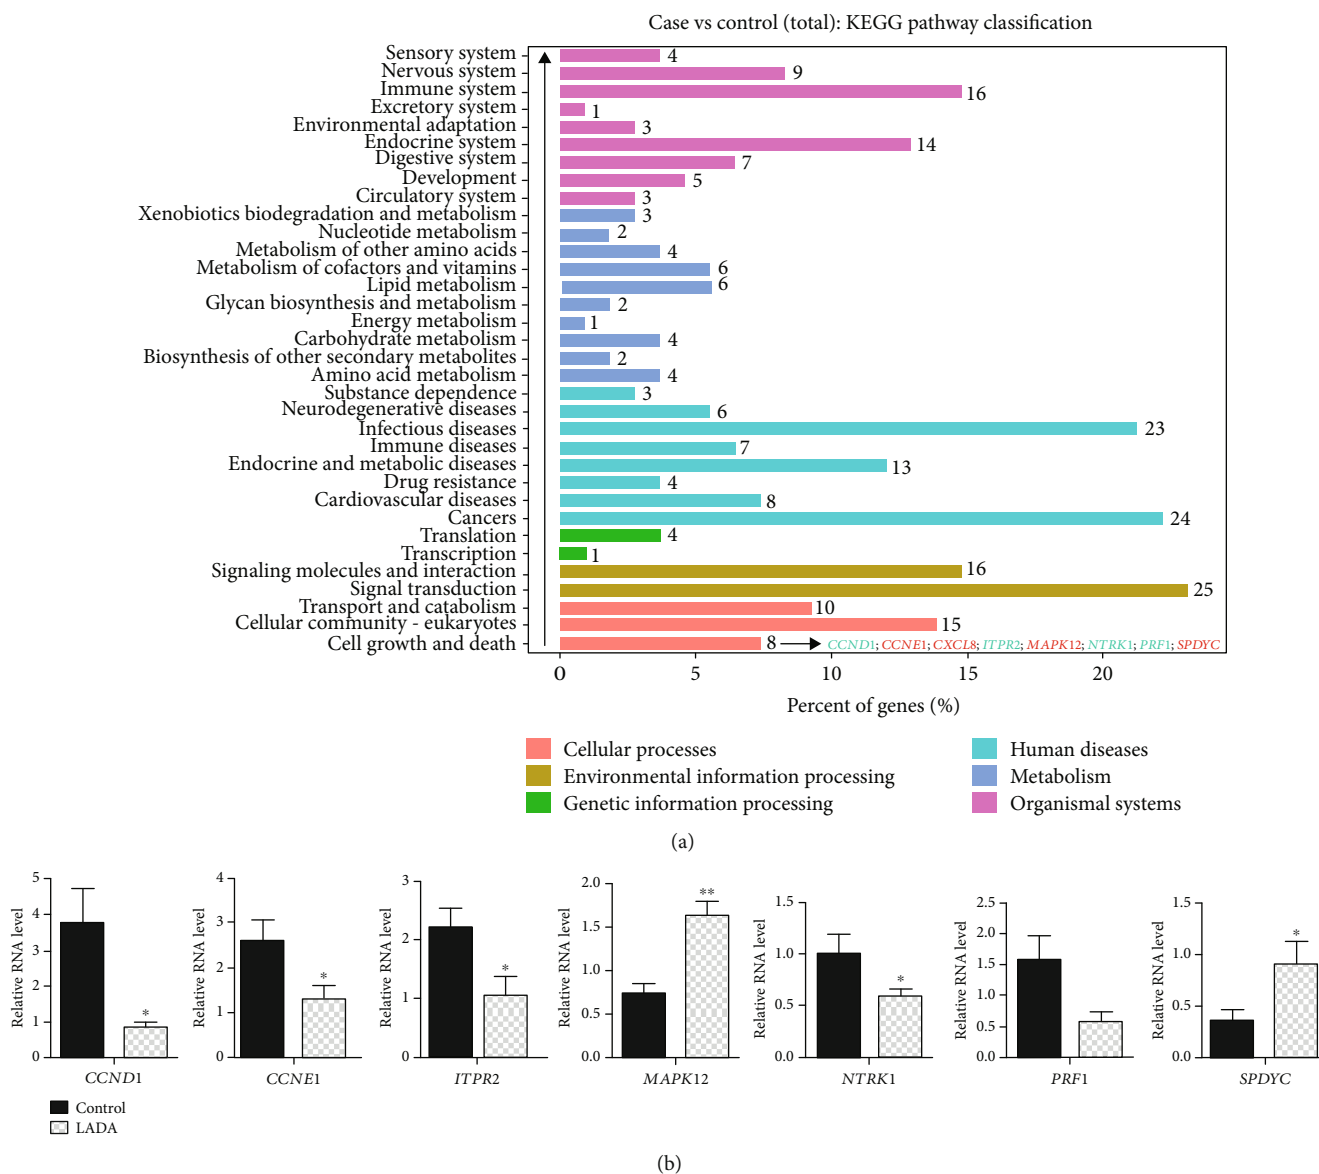 Case vs control (total): KEGG pathway classification
Sensory system 4
Nervous system 9
Immune system 16
Excretory system 1
Environmental adaptation 3
Endocrine system 14
Digestive system 7
Development 5
Circulatory system 3
Xenobiotics biodegradation and metabolism 3
Nucleotide metabolism 2
Metabolism of other amino acids 4
Metabolism of cofactors and vitamins 6
Lipid metabolism 6
Glycan biosynthesis and metabolism 2
Energy metabolism 1
Carbohydrate metabolism 4
Biosynthesis of other secondary metabolites 2
Amino acid metabolism 4
Substance dependence 3
Neurodegenerative diseases 6
Infectious diseases 23
Immune diseases 7
Endocrine and metabolic diseases 13
Drug resistance 4
Cardiovascular diseases 8
Cancers 24
Translation 4
Transcription 1
Signaling molecules and interaction 16
Signal transduction 25
Transport and catabolism 10
Cellular community - eukaryotes 15
Cell growth and death 8 CCND1; CCNE1; CXCL8; ITPR2; MAPK12; NTRK1; PRF1; SPDYC
0 5 10 15 20
Percent of genes (%)
Cellular processes
Environmental information processing
Genetic information processing
Human diseases
Metabolism
Organismal systems
(a)
Relative RNA level
5
4
3
2
1
0
*
CCND1
Relative RNA level
4
3
2
1
0
*
CCNE1
Relative RNA level
3
2
1
0
*
ITPR2
Relative RNA level
2.0
1.5
1.0
0.5
0.0
**
MAPK12
Relative RNA level
1.5
1.0
0.5
0.0
*
NTRK1
Relative RNA level
2.5
2.0
1.5
1.0
0.5
0.0
PRF1
Relative RNA level
1.5
1.0
0.5
0.0
*
SPDYC
Control
LADA
(b)